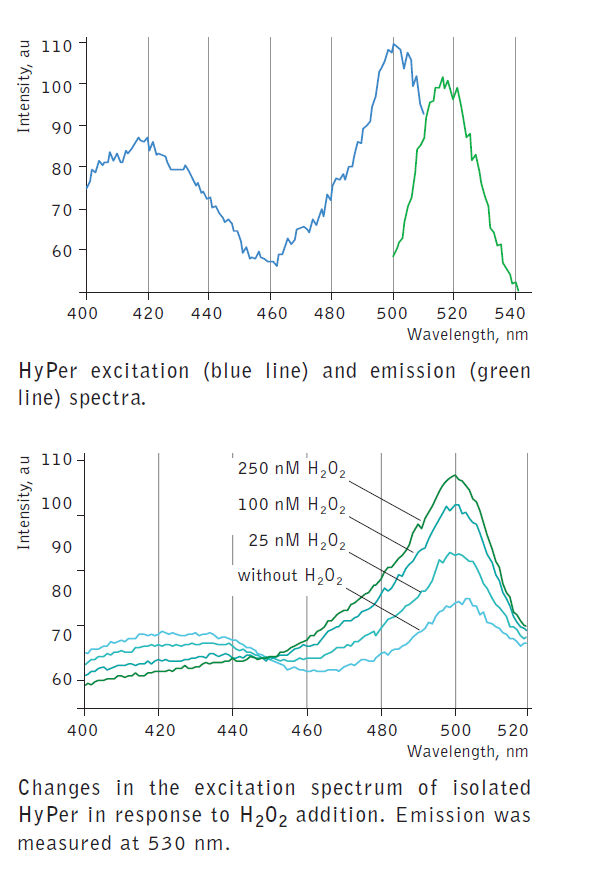 Intensity, au
110
100
90
80
70
60
400 420 440 460 480 500 520 540
Wavelength, nm
HyPer excitation (blue line) and emission (green
line) spectra.
Intensity, au
110
100
90
80
70
60
250 nM H₂O₂
100 nM H₂O₂
25 nM H₂O₂
without H₂O₂
400 420 440 460 480 500 520
Wavelength, nm
Changes in the excitation spectrum of isolated
HyPer in response to H₂O₂ addition. Emission was
measured at 530 nm.